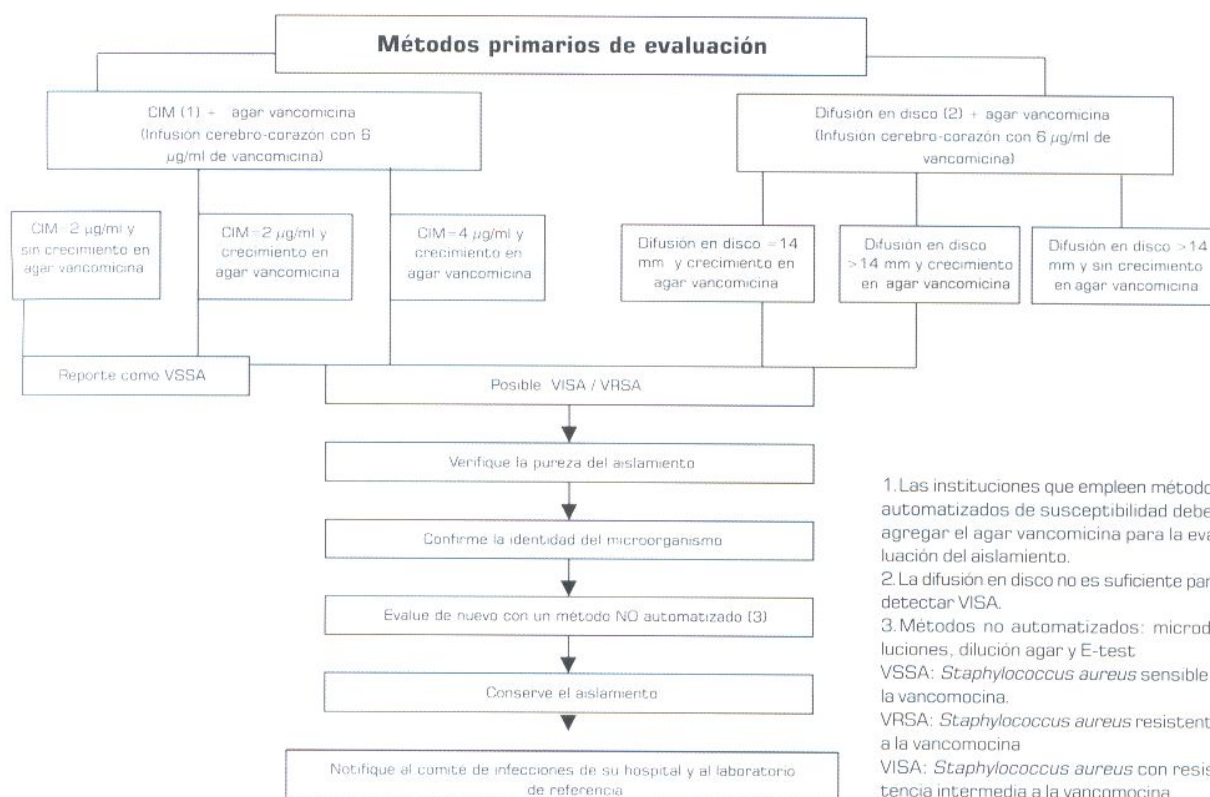 Métodos primarios de evaluación
CIM (1) + agar vancomicina
(Infusión cerebro-corazón con 6
µg/ml de vancomicina)
Difusión en disco (2) + agar vancomicina
(Infusión cerebro-corazón con 6 µg/ml de
vancomicina)
CIM=2 µg/ml y
sin crecimiento en
agar vancomicina
CIM=2 µg/ml y
crecimiento en
agar vancomicina
CIM=4 µg/ml y
crecimiento en
agar vancomicina
Difusión en disco =14
mm y crecimiento en
agar vancomicina
Difusión en disco
>14 mm y crecimiento
en agar vancomicina
Difusión en disco >14
mm y sin crecimiento
en agar vancomicina
Reporte como VSSA
Posible VISA / VRSA
Verifique la pureza del aislamiento
Confirme la identidad del microorganismo
Evalue de nuevo con un método NO automatizado (3)
Conserve el aislamiento
Notifique al comité de infecciones de su hospital y al laboratorio
de referencia
1.Las instituciones que empleen método
automatizados de susceptibilidad debe
agregar el agar vancomicina para la eva
luación del aislamiento.
2.La difusión en disco no es suficiente par
detectar VISA.
3.Métodos no automatizados: microd
luciones, dilución agar y E-test
VSSA: Staphylococcus aureus sensible
la vancomocina.
VRSA: Staphylococcus aureus resistent
a la vancomocina
VISA: Staphylococcus aureus con resis
tencia intermedia a la vancomocina